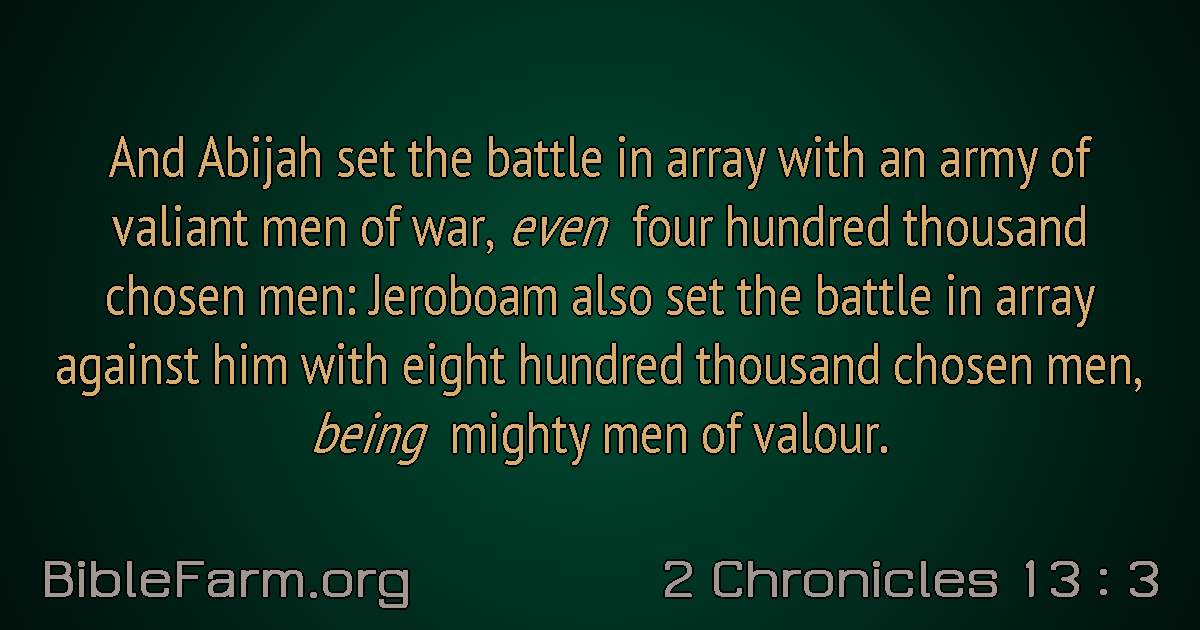 And Abijah set the battle in array with an army of
valiant men of war, even four hundred thousand
chosen men: Jeroboam also set the battle in array
against him with eight hundred thousand chosen men,
being mighty men of valour.
BibleFarm.org
2 Chronicles 13 : 3